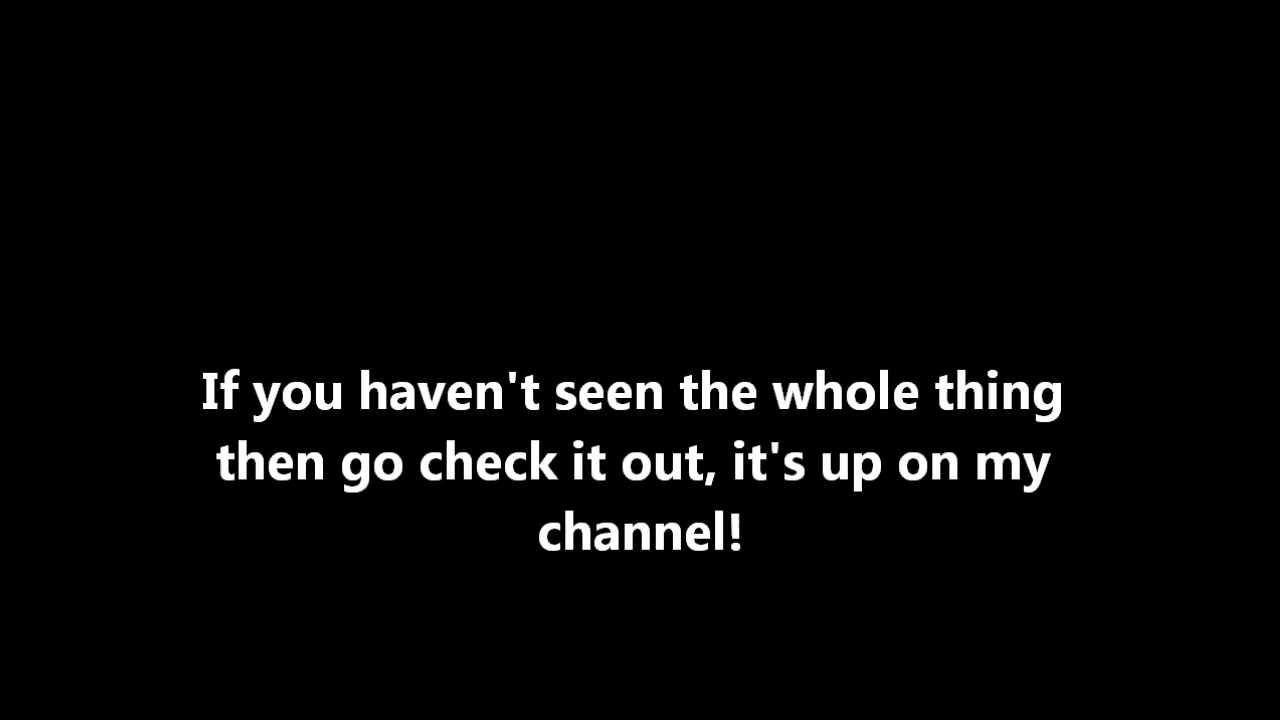 If you haven't seen the whole thing
then go check it out, it's up on my
channel!